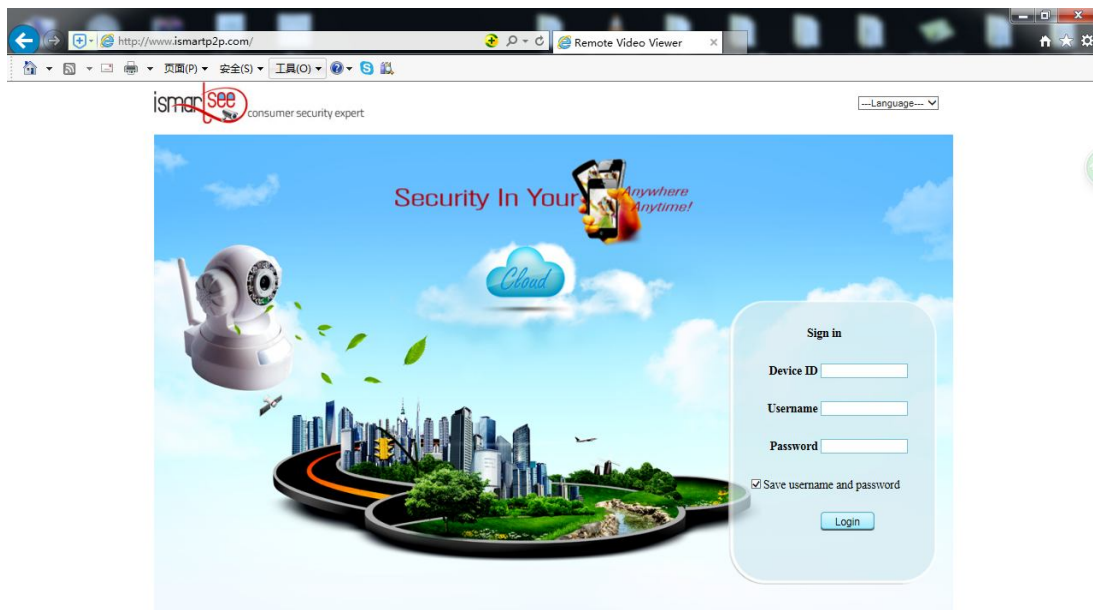 http://www.ismartp2p.com/
Remote Video Viewer
页面(P) 安全(S) 工具(O)
ismartsee
consumer security expert
---Language---
Security In Your
Anywhere
Anytime!
Cloud
Sign in
Device ID
Username
Password
Save username and password
Login